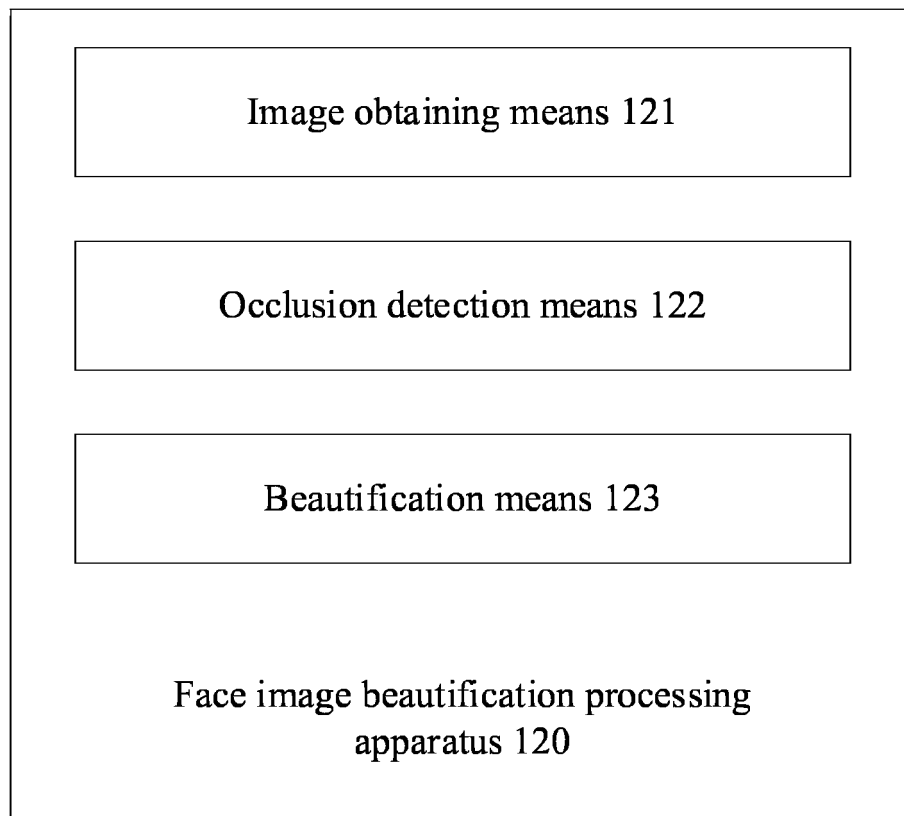 Image obtaining means 121
Occlusion detection means 122
Beautification means 123
Face image beautification processing
apparatus 120